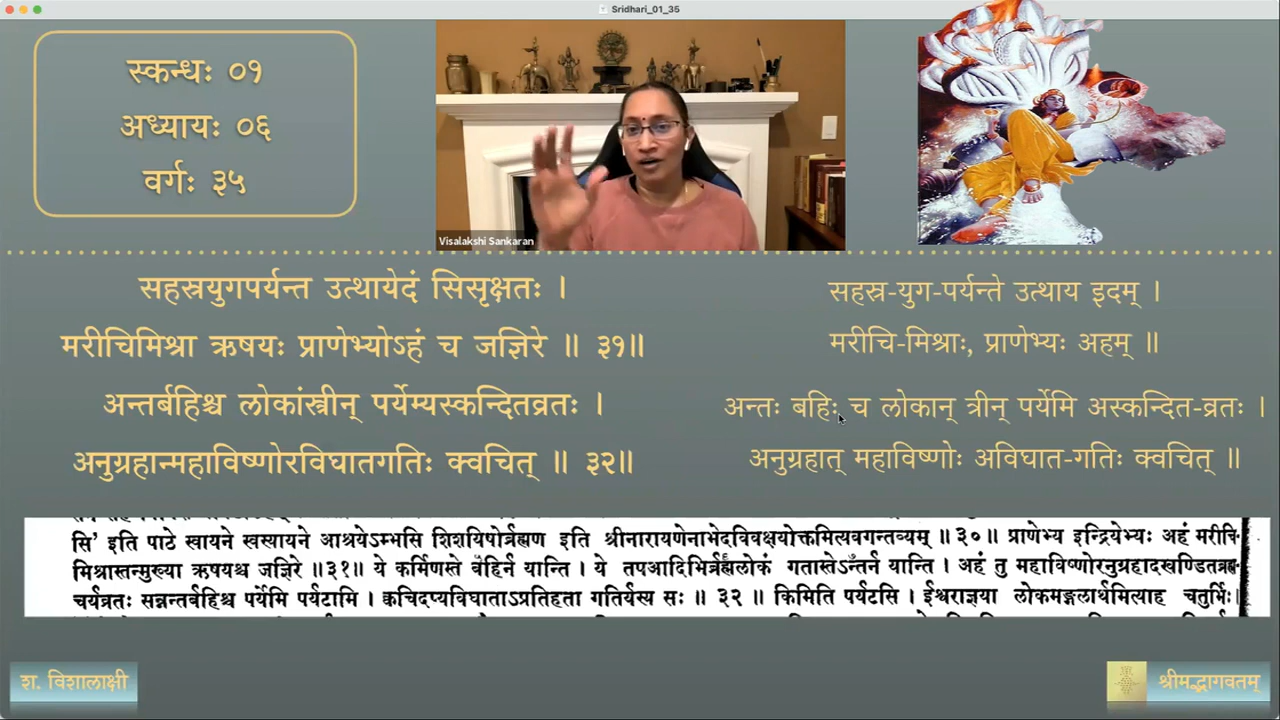 Sridhari_01_35
स्कन्धः ०१
अध्यायः ०६
वर्गः ३५
Visalakshi Sankaran
सहस्रयुगपर्यन्त उत्थायेदं सिसृक्षतः ।
मरीचिमिश्रा ऋषयः प्राणेभ्योऽहं च जज्ञिरे ॥ ३१॥
अन्तर्बहिश्च लोकांस्त्रीन् पर्येम्यस्कन्दितव्रतः ।
अनुग्रहान्महाविष्णोरविघातगतिः क्वचित् ॥ ३२॥
सहस्र-युग-पर्यन्ते उत्थाय इदम् ।
मरीचि-मिश्राः, प्राणेभ्यः अहम् ॥
अन्तः बहिः च लोकान् त्रीन् पर्येमि अस्कन्दित-व्रतः ।
अनुग्रहात् महाविष्णोः अविघात-गतिः क्वचित् ॥
सि’ इति पाठे स्वायने स्वस्यायने आश्रयेऽम्भसि शिशयिषोर्ब्रह्मण इति श्रीनारायणेनाभेदविवक्षयोक्तमित्यवगन्तव्यम् ॥३०॥ प्राणेभ्य इन्द्रियेभ्यः अहं मरीचि-
मिश्रास्तन्मुख्या ऋषयश्च जज्ञिरे ॥३१॥ ये कर्मिणस्ते बहिर्न यान्ति । ये तपआदिभिर्ब्रह्मलोकं गतास्तेऽन्तर्न यान्ति । अहं तु महाविष्णोरनुग्रहादखण्डितब्रह्म-
चर्यव्रतः सन्नन्तर्बहिश्च पर्येमि पर्यटामि । क्वचिदप्यविघाताऽप्रतिहता गतिर्यस्य सः ॥ ३२ ॥ किमिति पर्यटसि । ईश्वराज्ञया लोकमङ्गलार्थमित्याह चतुर्भिः।
श. विशालाक्षी
श्रीमद्भागवतम्